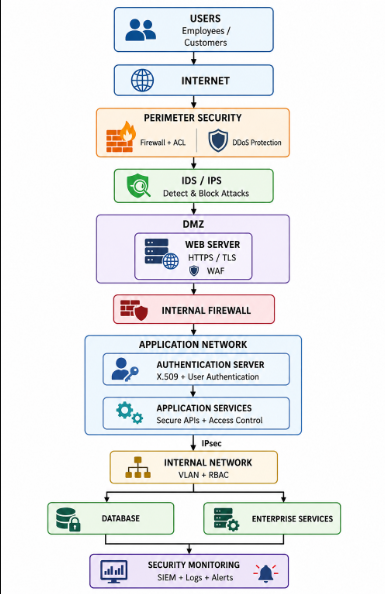 USERS
Employees /
Customers
INTERNET
PERIMETER SECURITY
Firewall + ACL
DDoS Protection
IDS / IPS
Detect & Block Attacks
DMZ
WEB SERVER
HTTPS / TLS
WAF
INTERNAL FIREWALL
APPLICATION NETWORK
AUTHENTICATION SERVER
X.509 + User Authentication
APPLICATION SERVICES
Secure APIs + Access Control
IPsec
INTERNAL NETWORK
VLAN + RBAC
DATABASE
ENTERPRISE SERVICES
SECURITY MONITORING
SIEM + Logs + Alerts